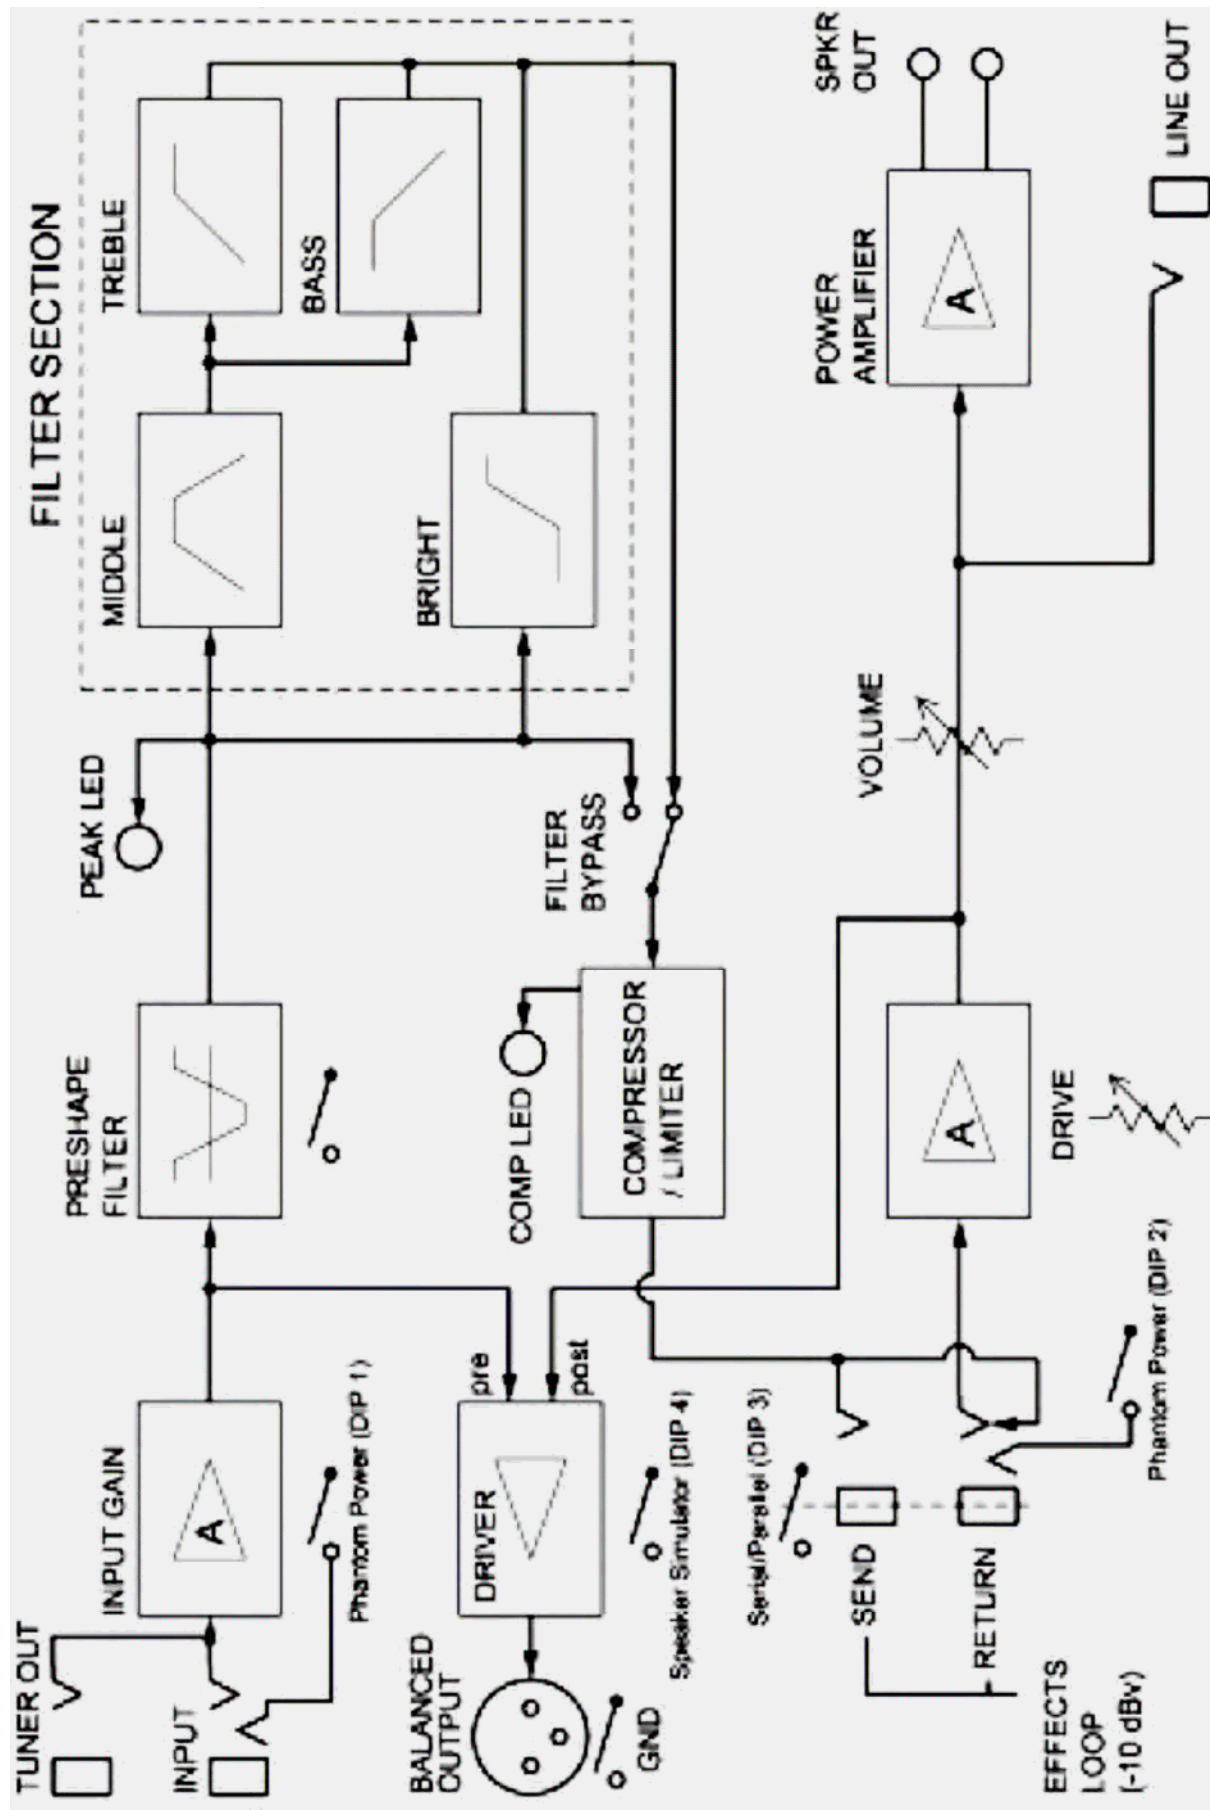 FILTER SECTION
TUNER OUT
INPUT
INPUT GAIN
A
Phantom Power (DIP 1)
PRESHAPE
FILTER
PEAK LED
MIDDLE
TREBLE
BASS
BRIGHT
FILTER
BYPASS
COMP LED
COMPRESSOR
/ LIMITER
BALANCED
OUTPUT
GND
DRIVER
pre
post
Speaker Simulator (DIP 4)
Serial/Parallel (DIP 3)
SEND
RETURN
EFFECTS
LOOP
(-10 dBv)
Phantom Power (DIP 2)
A
DRIVE
VOLUME
POWER
AMPLIFIER
A
SPKR
OUT
LINE OUT